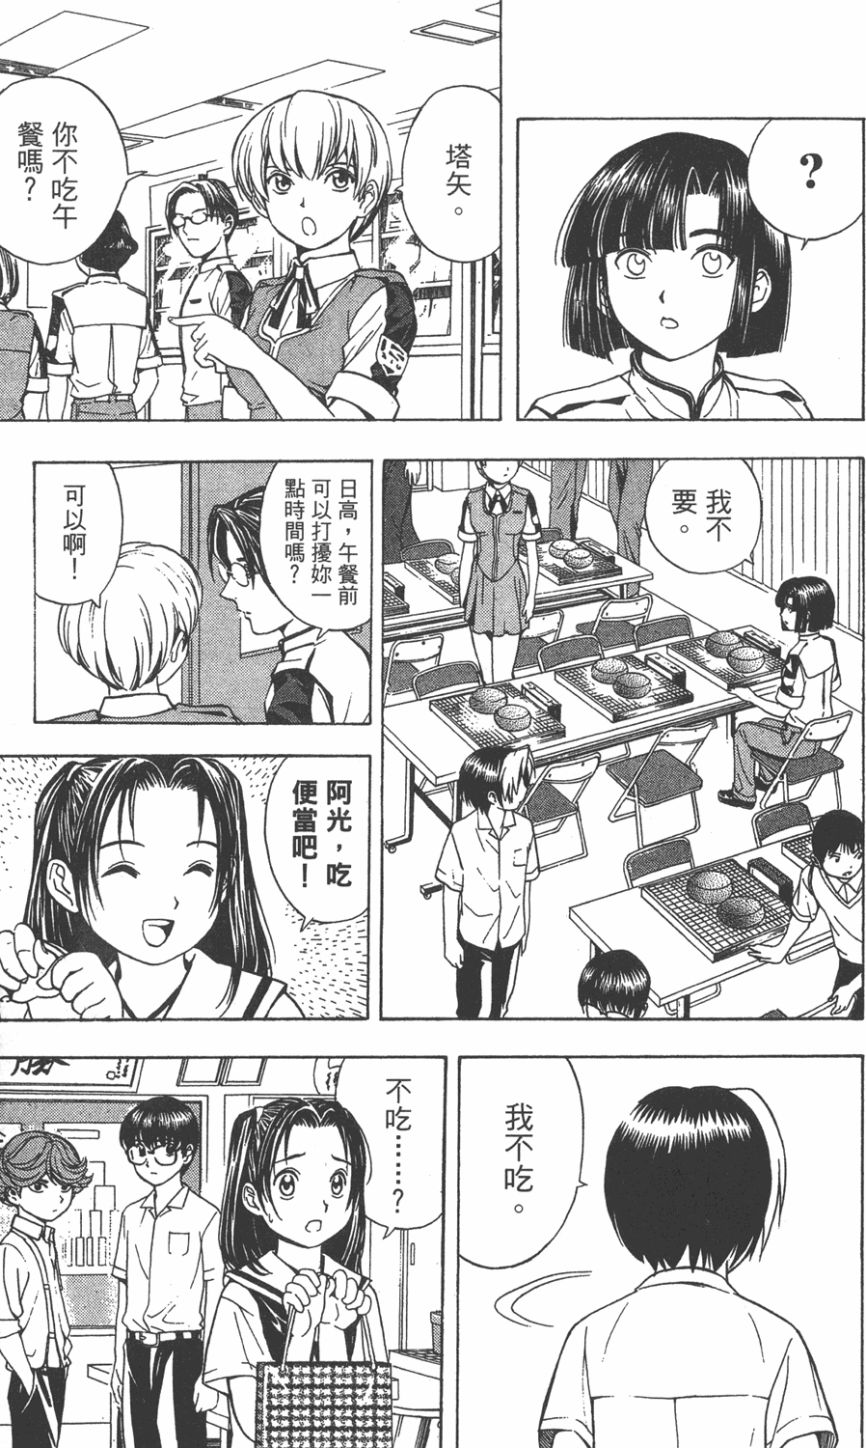 ?
塔矢。
你不吃午
餐嗎?
我不
要。
日高,午餐前
可以打擾妳一
點時間嗎?
可以啊!
阿光,吃
便當吧!
我不吃。
不吃……?